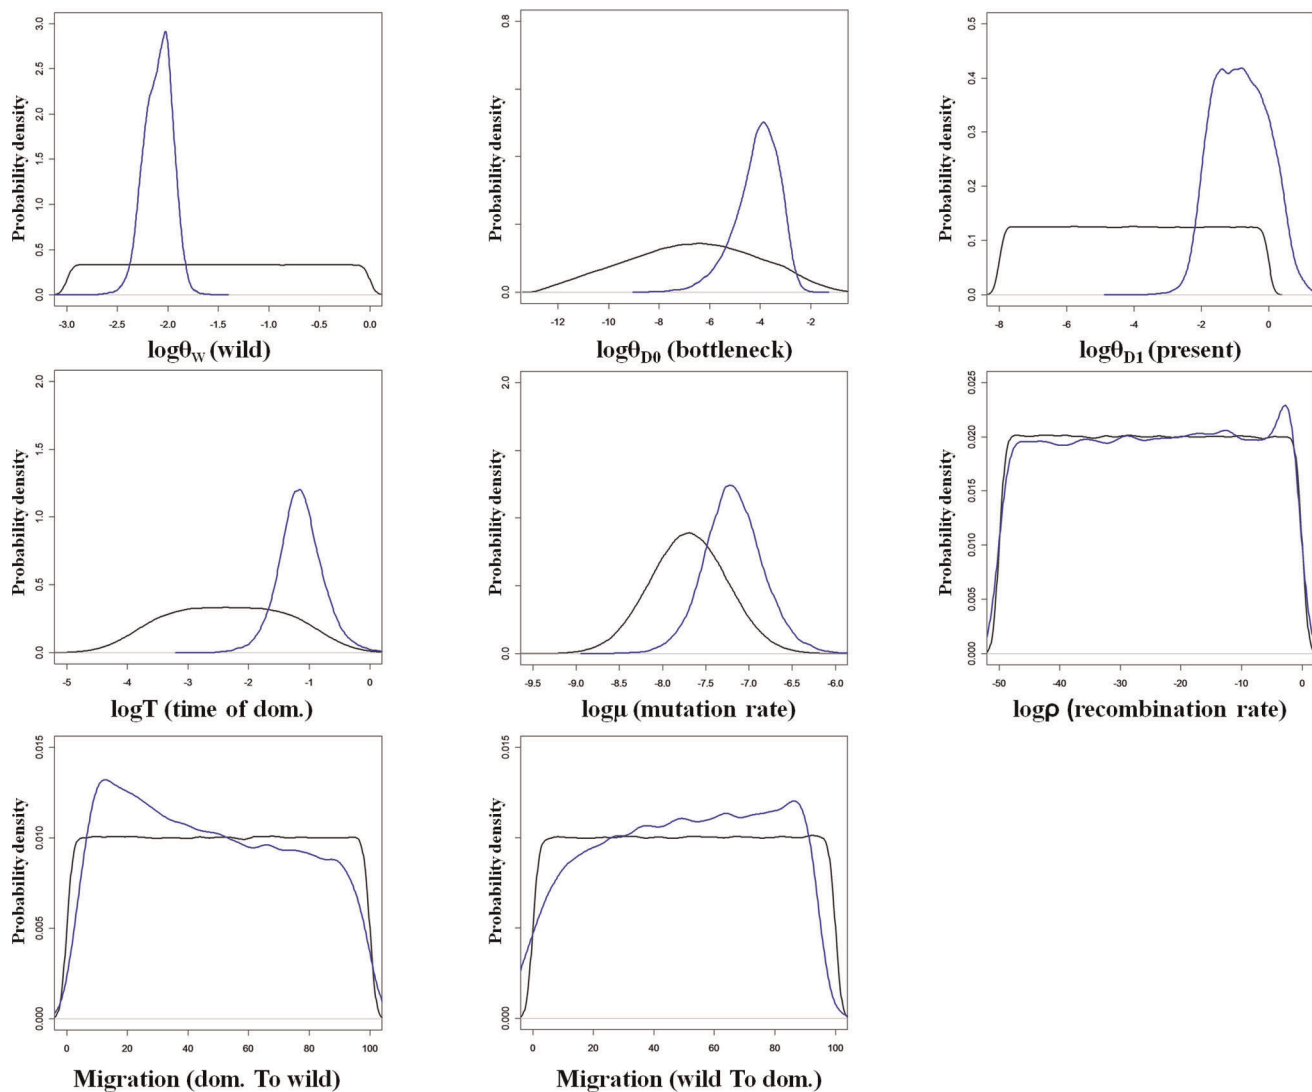 Probability density
3.0
2.5
2.0
1.5
1.0
0.5
0.0
-3.0 -2.5 -2.0 -1.5 -1.0 -0.5 0.0
logθW (wild)
Probability density
0.8
0.0
-12 -10 -8 -6 -4 -2
logθD0 (bottleneck)
Probability density
0.5
0.4
0.3
0.2
0.1
0.0
-8 -6 -4 -2 0
logθD1 (present)
Probability density
2.0
1.5
1.0
0.5
0.0
-5 -4 -3 -2 -1 0
logT (time of dom.)
Probability density
2.0
0.0
-9.5 -9.0 -8.5 -8.0 -7.5 -7.0 -6.5 -6.0
logμ (mutation rate)
Probability density
0.025
0.020
0.015
0.010
0.005
0.000
-50 -40 -30 -20 -10 0
logρ (recombination rate)
Probability density
0.015
0.010
0.005
0.000
0 20 40 60 80 100
Migration (dom. To wild)
Probability density
0.015
0.000
0 20 40 60 80 100
Migration (wild To dom.)